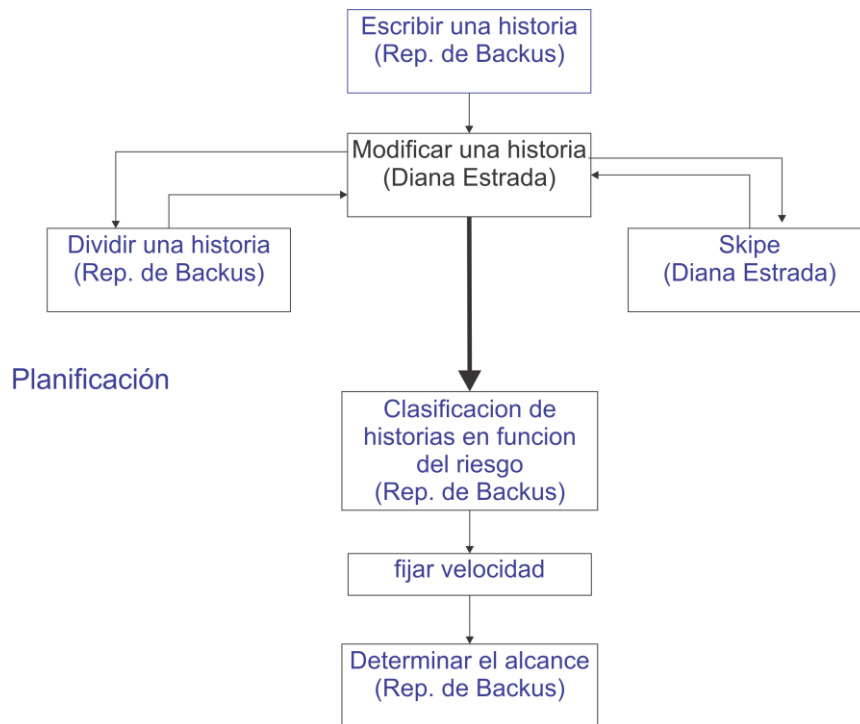 Escribir una historia
(Rep. de Backus)
Modificar una historia
(Diana Estrada)
Dividir una historia
(Rep. de Backus)
Skipe
(Diana Estrada)
Planificación
Clasificacion de
historias en funcion
del riesgo
(Rep. de Backus)
fijar velocidad
Determinar el alcance
(Rep. de Backus)